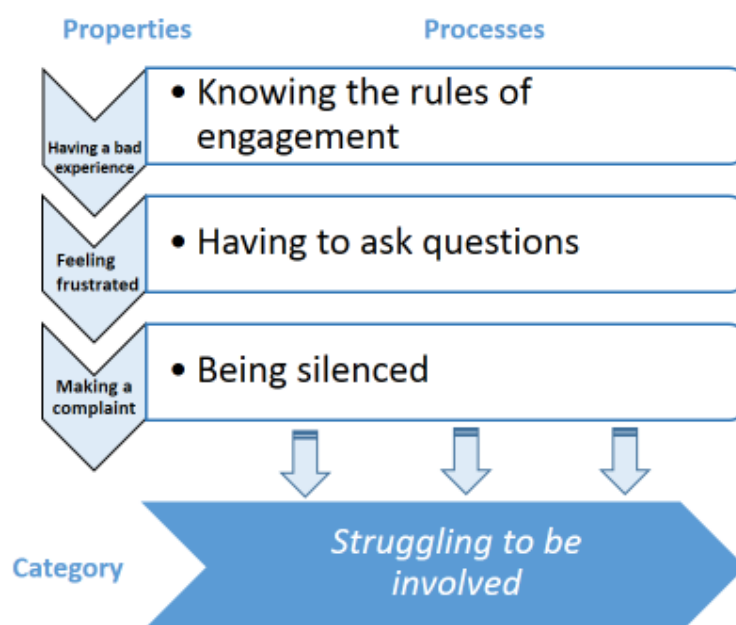 Properties
Processes
Having a bad
experience
• Knowing the rules of
engagement
Feeling
frustrated
• Having to ask questions
Making a
complaint
• Being silenced
Category
Struggling to be
involved